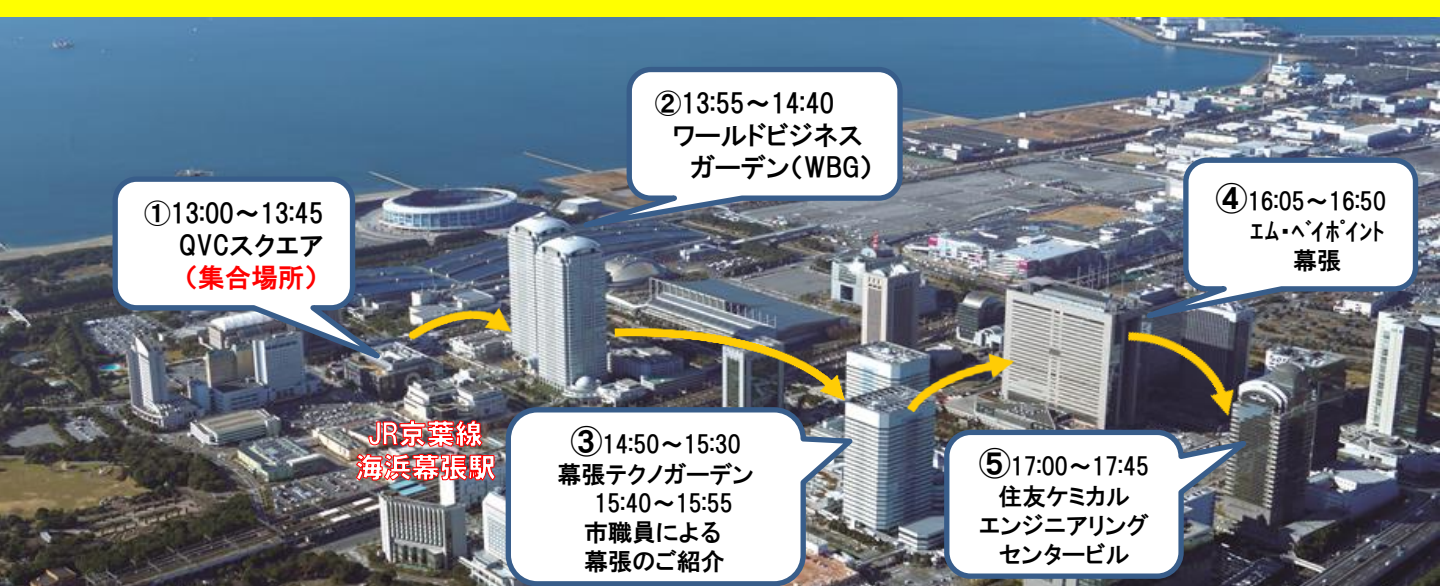 ①13:00～13:45
QVCスクエア
（集合場所）
②13:55～14:40
ワールドビジネス
ガーデン（WBG）
③14:50～15:30
幕張テクノガーデン
15:40～15:55
市職員による
幕張のご紹介
④16:05～16:50
ｴﾑ･ﾍﾞｲﾎﾟｲﾝﾄ
幕張
⑤17:00～17:45
住友ケミカル
エンジニアリング
センタービル
JR京葉線
海浜幕張駅